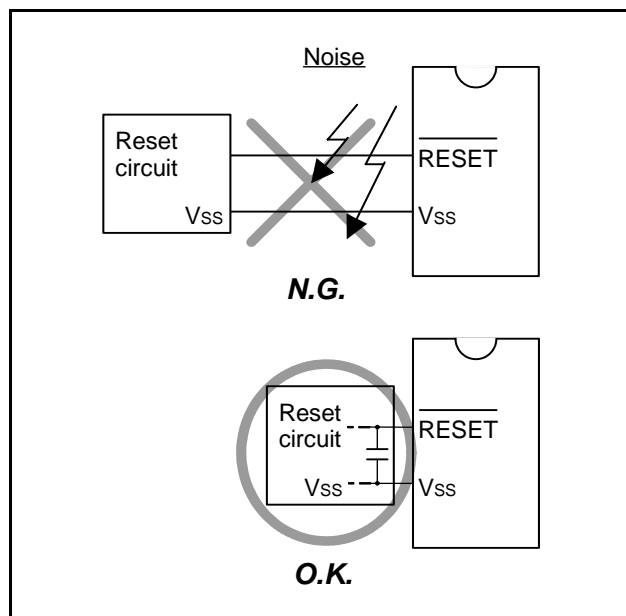 Noise
Reset
circuit
RESET
Vss
Vss
N.G.
Reset
circuit
RESET
Vss
Vss
O.K.